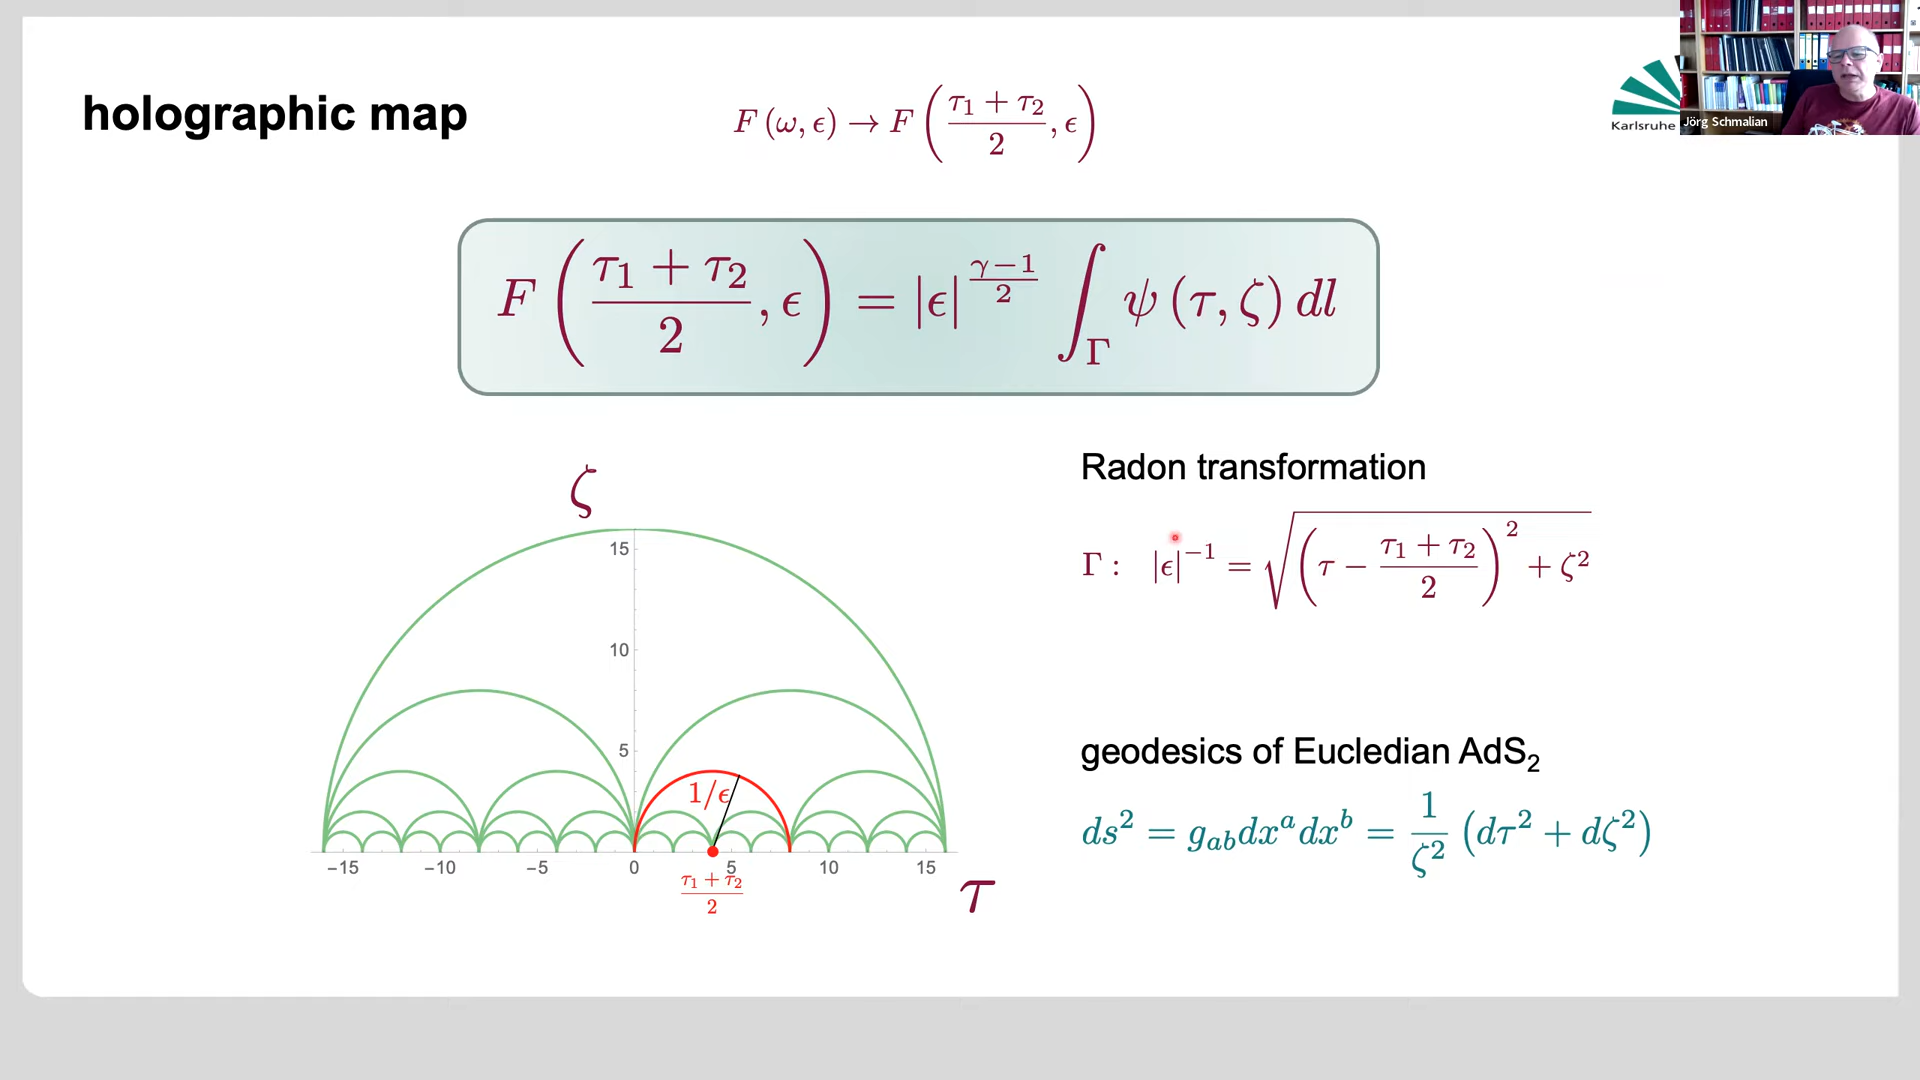 holographic map
F (ω, ϵ) → F ( (τ₁ + τ₂)/2 , ϵ )
Karlsruhe
Jörg Schmalian
F ( (τ₁ + τ₂)/2 , ϵ ) = |ϵ|^((γ−1)/2) ∫_Γ ψ (τ, ζ) dl
ζ
15
10
5
1/ϵ
−15 −10 −5 0 5 10 15
(τ₁ + τ₂)/2
τ
Radon transformation
Γ : |ϵ|⁻¹ = √( (τ − (τ₁ + τ₂)/2)² + ζ² )
geodesics of Eucledian AdS₂
ds² = g_ab dxᵃ dxᵇ = 1/ζ² (dτ² + dζ²)